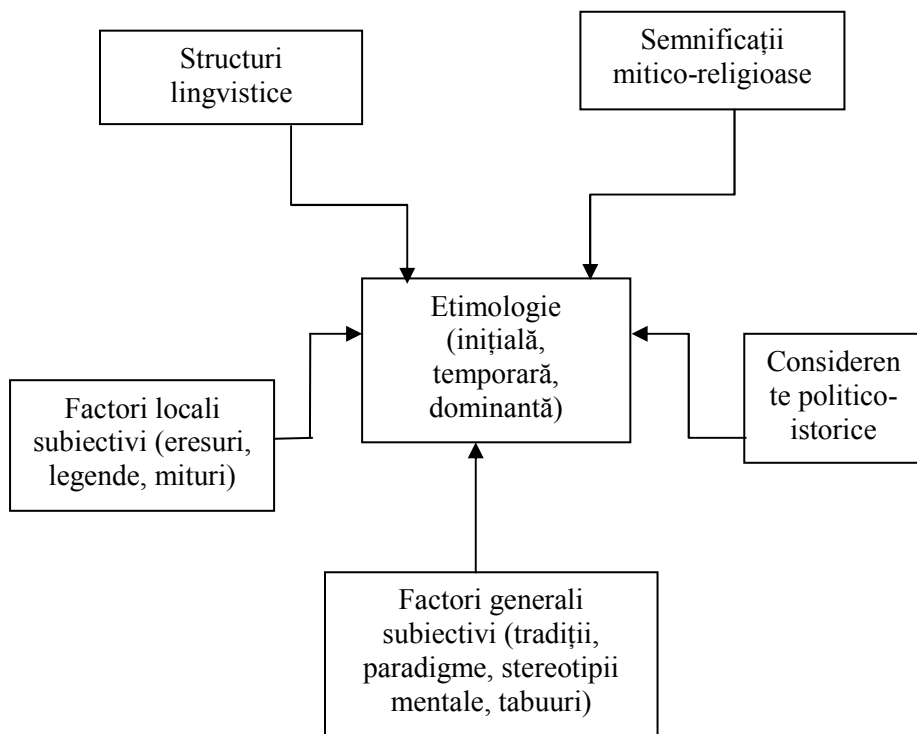 Structuri
lingvistice
Semnificații
mitico-religioase
Etimologie
(inițială,
temporară,
dominantă)
Factori locali
subiectivi (eresuri,
legende, mituri)
Consideren
te politico-
istorice
Factori generali
subiectivi (tradiții,
paradigme, stereotipii
mentale, tabuuri)